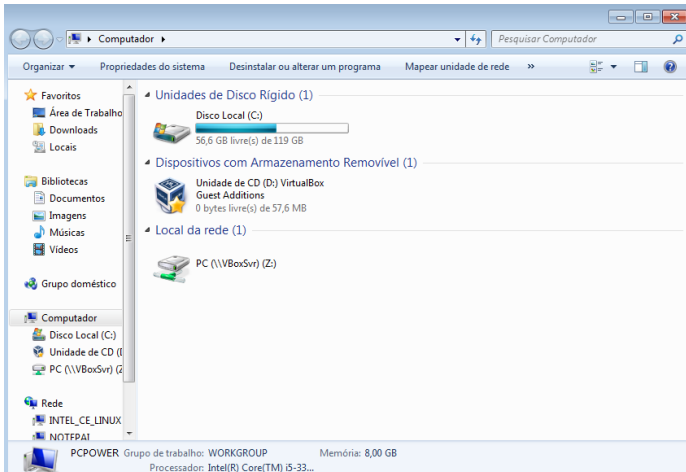 Computador
Pesquisar Computador
Organizar
Propriedades do sistema
Desinstalar ou alterar um programa
Mapear unidade de rede
»
Favoritos
Área de Trabalho
Downloads
Locais
Bibliotecas
Documentos
Imagens
Músicas
Vídeos
Grupo doméstico
Computador
Disco Local (C:)
Unidade de CD (
PC (\\VBoxSvr) (Z
Rede
INTEL_CE_LINUX
NOTEPAI
Unidades de Disco Rígido (1)
Disco Local (C:)
56,6 GB livre(s) de 119 GB
Dispositivos com Armazenamento Removível (1)
Unidade de CD (D:) VirtualBox
Guest Additions
0 bytes livre(s) de 57,6 MB
Local da rede (1)
PC (\\VBoxSvr) (Z:)
PCPOWER Grupo de trabalho: WORKGROUP Memória: 8,00 GB
Processador: Intel(R) Core(TM) i5-33...